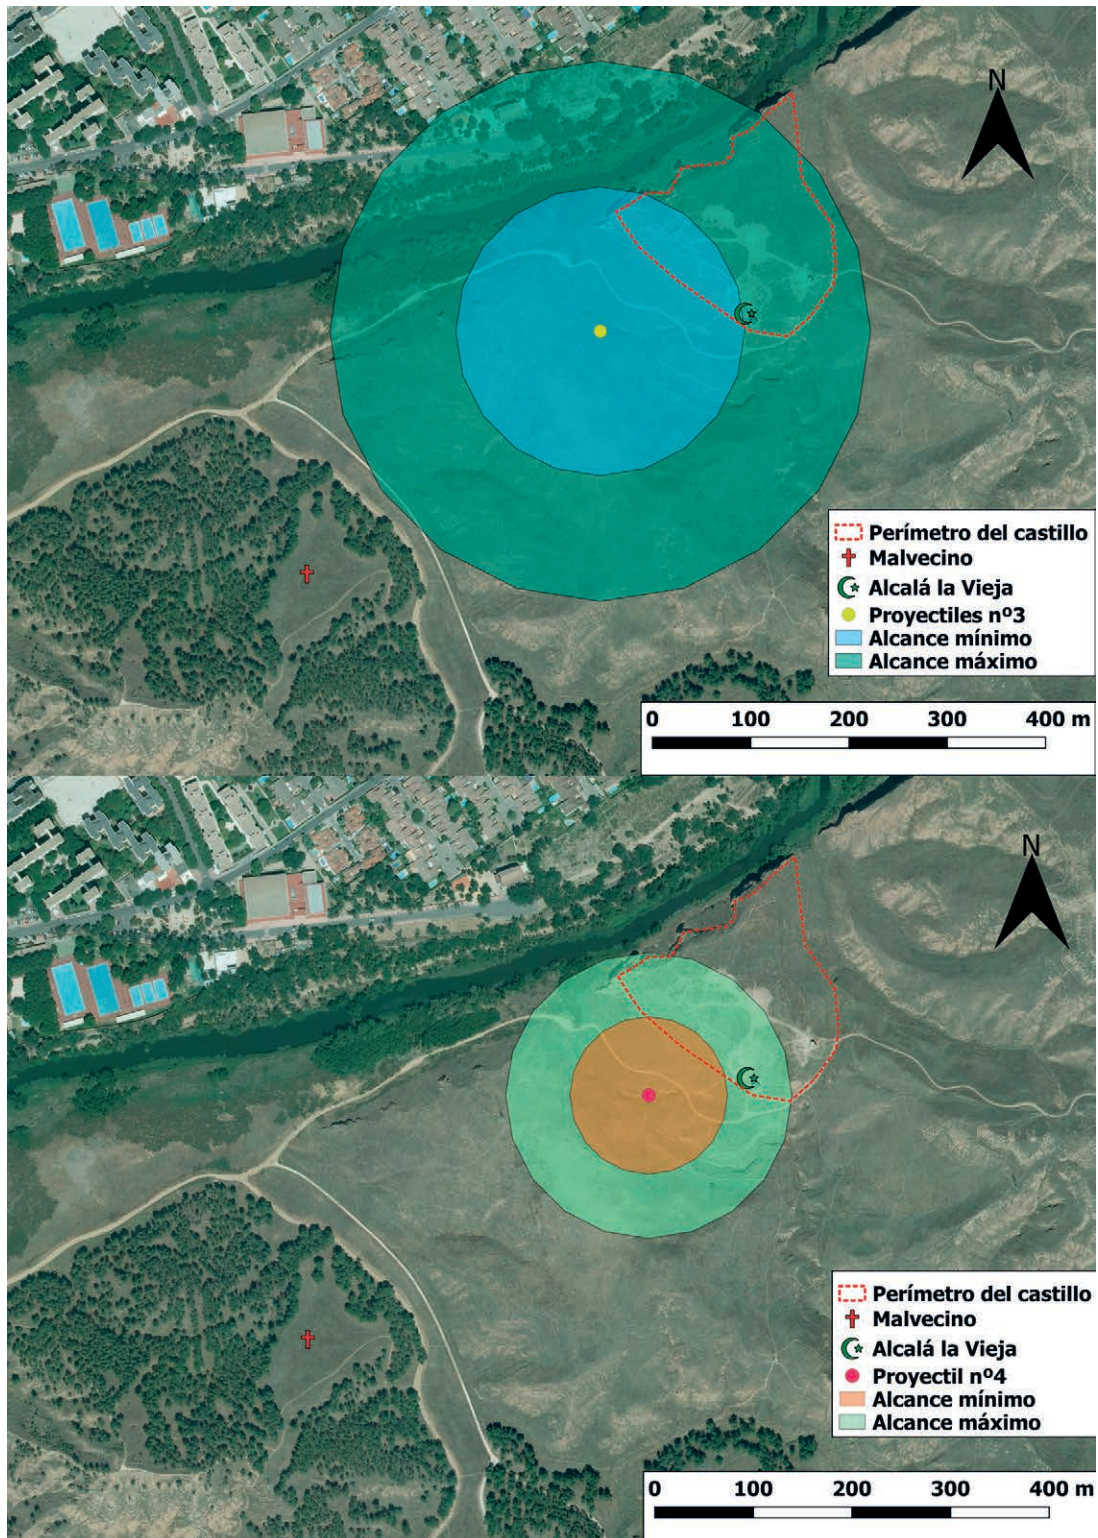 N
Perímetro del castillo
Malvecino
Alcalá la Vieja
Proyectiles nº3
Alcance mínimo
Alcance máximo
0 100 200 300 400 m
N
Perímetro del castillo
Malvecino
Alcalá la Vieja
Proyectil nº4
Alcance mínimo
Alcance máximo
0 100 200 300 400 m